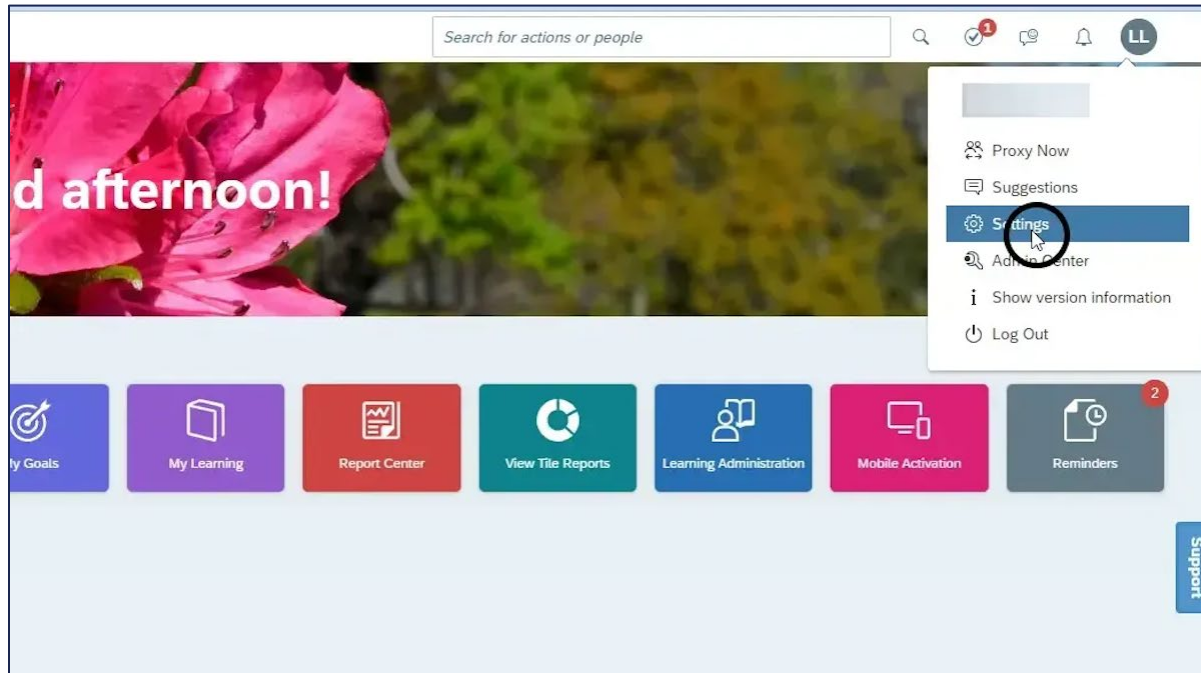 Search for actions or people
1
LL
d afternoon!
Proxy Now
Suggestions
Settings
Admin Center
Show version information
Log Out
2
y Goals
My Learning
Report Center
View Tile Reports
Learning Administration
Mobile Activation
Reminders
Support